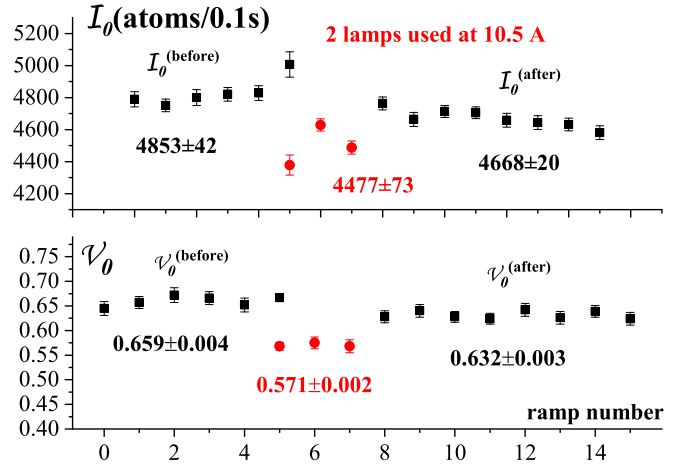 I₀(atoms/0.1s)
2 lamps used at 10.5 A
5200
5000
4800
4600
4400
4200
I₀(before)
I₀(after)
4853±42
4477±73
4668±20
0.75
0.70
0.65
0.60
0.55
0.50
0.45
0.40
𝒱₀
𝒱₀(before)
𝒱₀(after)
0.659±0.004
0.571±0.002
0.632±0.003
ramp number
0 2 4 6 8 10 12 14